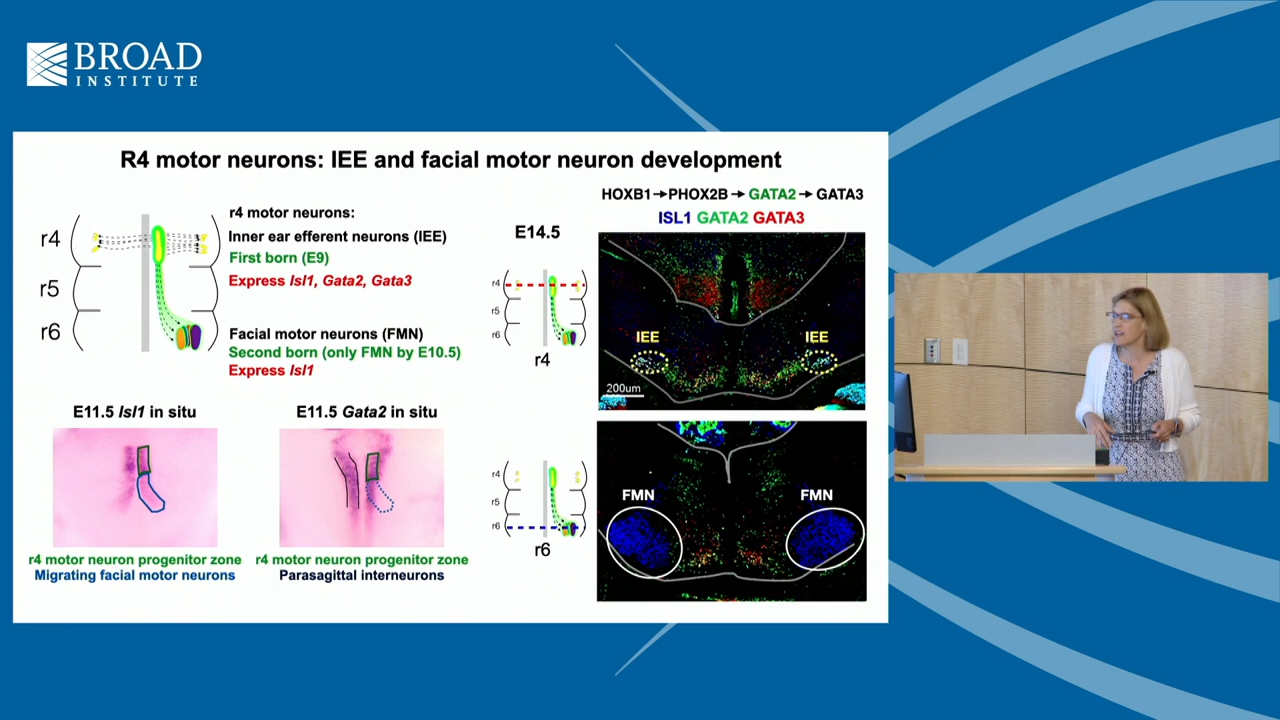 BROAD
INSTITUTE
R4 motor neurons: IEE and facial motor neuron development
r4
r5
r6
r4 motor neurons:
Inner ear efferent neurons (IEE)
First born (E9)
Express Isl1, Gata2, Gata3
Facial motor neurons (FMN)
Second born (only FMN by E10.5)
Express Isl1
E11.5 Isl1 in situ
r4 motor neuron progenitor zone
Migrating facial motor neurons
E11.5 Gata2 in situ
r4 motor neuron progenitor zone
Parasagittal interneurons
E14.5
r4
r5
r6
r4
r4
r5
r6
r6
HOXB1→PHOX2B→GATA2→GATA3
ISL1 GATA2 GATA3
IEE
IEE
200um
FMN
FMN